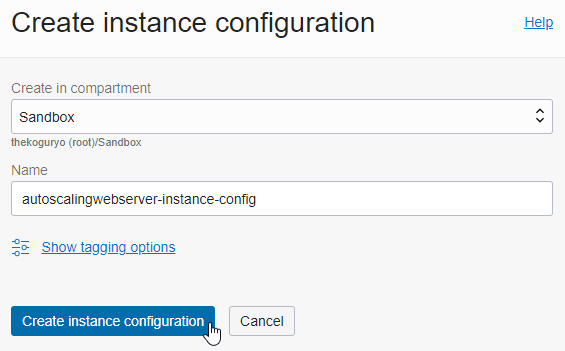 Create instance configuration
Help
Create in compartment
Sandbox
thekoguryo (root)/Sandbox
Name
autoscalingwebserver-instance-config
Show tagging options
Create instance configuration
Cancel